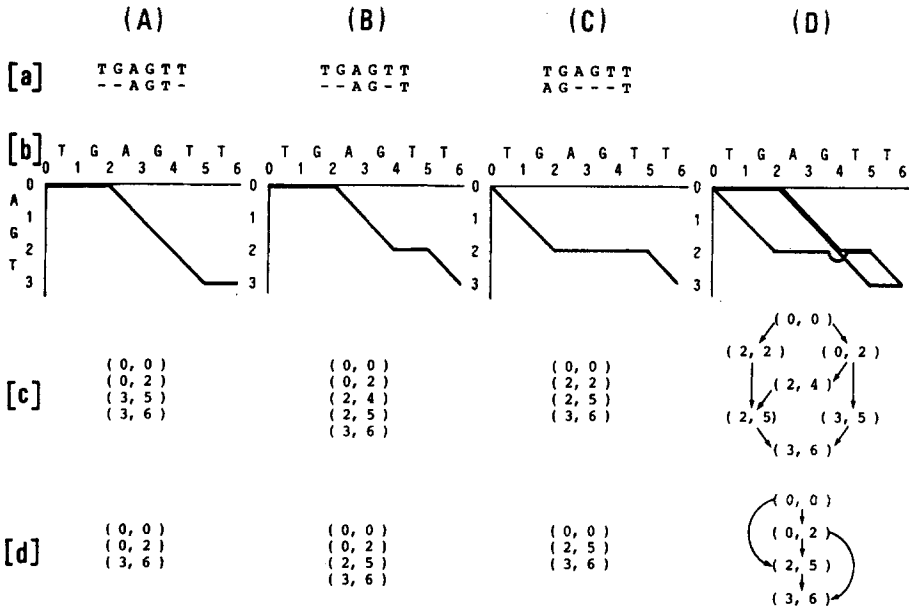 (A) (B) (C) (D)
[a]
TGAGTT
--AGT-
TGAGTT
--AG-T
TGAGTT
AG---T
[b]
T G A G T T
0 1 2 3 4 5 6
T G A G T T
0 1 2 3 4 5 6
T G A G T T
0 1 2 3 4 5 6
T G A G T T
0 1 2 3 4 5 6
A G T
0 1 2 3
0 1 2 3
0 1 2 3
0 1 2 3
[c]
( 0, 0 )
( 0, 2 )
( 3, 5 )
( 3, 6 )
( 0, 0 )
( 0, 2 )
( 2, 4 )
( 2, 5 )
( 3, 6 )
( 0, 0 )
( 2, 2 )
( 2, 5 )
( 3, 6 )
( 0, 0 )
( 2, 2 ) ( 0, 2 )
( 2, 4 )
( 2, 5 ) ( 3, 5 )
( 3, 6 )
[d]
( 0, 0 )
( 0, 2 )
( 3, 6 )
( 0, 0 )
( 0, 2 )
( 2, 5 )
( 3, 6 )
( 0, 0 )
( 2, 5 )
( 3, 6 )
( 0, 0 )
( 0, 2 )
( 2, 5 )
( 3, 6 )